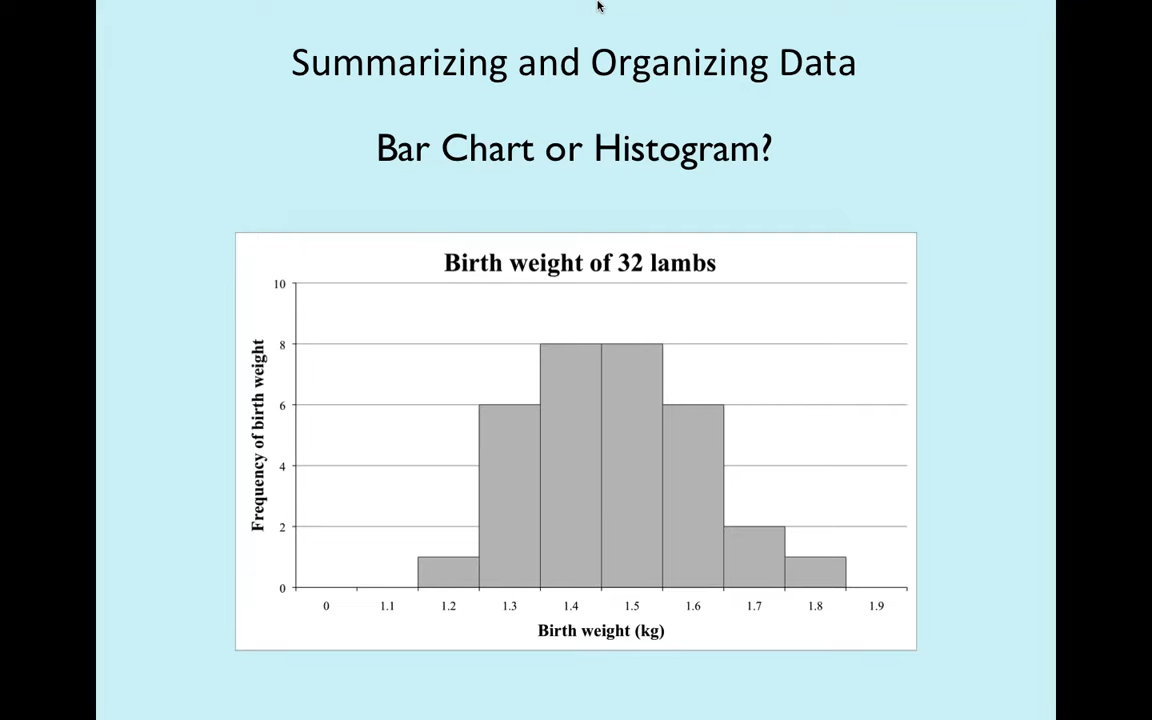 Summarizing and Organizing Data
Bar Chart or Histogram?
Birth weight of 32 lambs
Frequency of birth weight
10
8
6
4
2
0
0 1.1 1.2 1.3 1.4 1.5 1.6 1.7 1.8 1.9
Birth weight (kg)